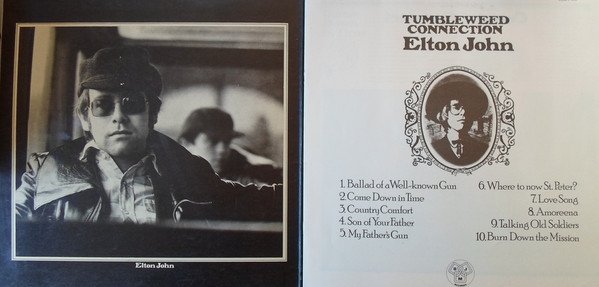 Elton John
TUMBLEWEED
CONNECTION
Elton John
1. Ballad of a Well-known Gun
2. Come Down in Time
3. Country Comfort
4. Son of Your Father
5. My Father's Gun
6. Where to now St. Peter?
7. Love Song
8. Amoreena
9. Talking Old Soldiers
10. Burn Down the Mission